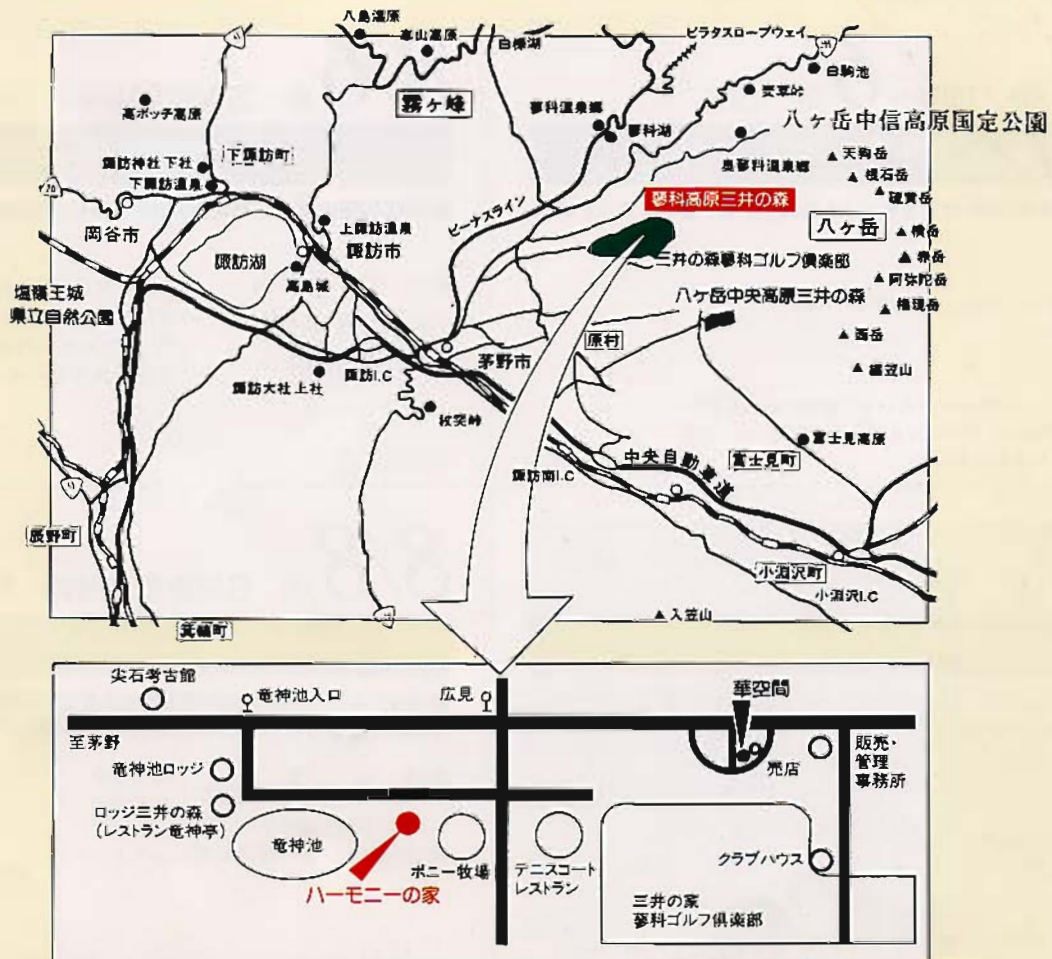 八島湿原
車山高原
白樺湖
ピラタスロープウェイ
白駒池
麦草峠
高ボッチ高原
霧ヶ峰
蓼科温泉郷
蓼科湖
八ヶ岳中信高原国定公園
諏訪神社下社
下諏訪町
下諏訪温泉
奥蓼科温泉郷
天狗岳
根石岳
硫黄岳
20
蓼科高原三井の森
ビーナスライン
上諏訪温泉
諏訪市
岡谷市
諏訪湖
八ヶ岳
横岳
赤岳
三井の森蓼科ゴルフ倶楽部
阿弥陀岳
高島城
塩嶺王城
県立自然公園
八ヶ岳中央高原三井の森
権現岳
西岳
原村
茅野市
諏訪I.C
諏訪大社上社
編笠山
杖突峠
富士見高原
中央自動車道
富士見町
諏訪南I.C
辰野町
小淵沢町
小淵沢I.C
入笠山
箕輪町
尖石考古館
竜神池入口
広見
華空間
至茅野
販売・
管理
事務所
売店
竜神池ロッジ
ロッジ三井の森
(レストラン竜神亭)
竜神池
ポニー牧場
テニスコート
レストラン
クラブハウス
ハーモニーの家
三井の家
蓼科ゴルフ倶楽部